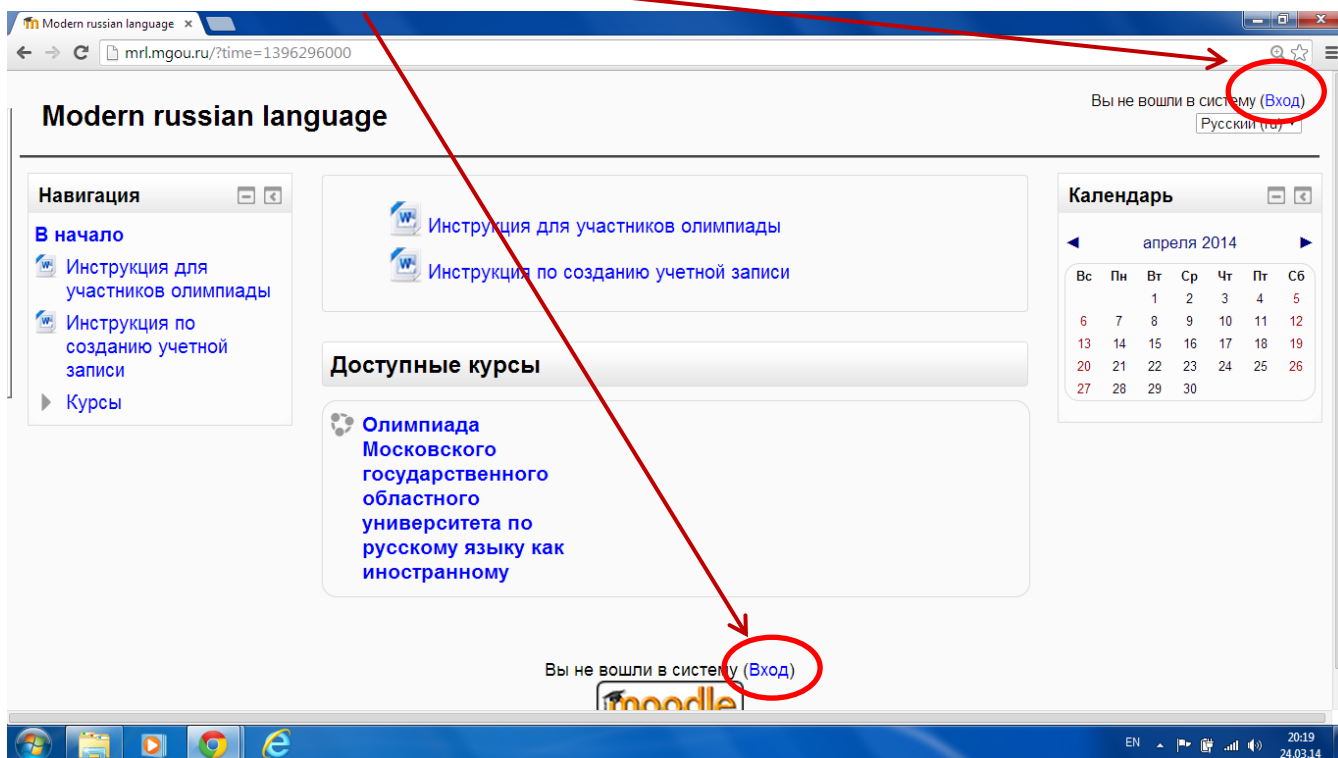 Modern russian language
mrl.mgou.ru/?time=1396296000
Modern russian language
Вы не вошли в систему (Вход)
Русский (ru)
Навигация
В начало
Инструкция для
участников олимпиады
Инструкция по
созданию учетной
записи
Курсы
Инструкция для участников олимпиады
Инструкция по созданию учетной записи
Доступные курсы
Олимпиада
Московского
государственного
областного
университета по
русскому языку как
иностранному
Календарь
апреля 2014
Вс Пн Вт Ср Чт Пт Сб
1 2 3 4 5
6 7 8 9 10 11 12
13 14 15 16 17 18 19
20 21 22 23 24 25 26
27 28 29 30
Вы не вошли в систему (Вход)
moodle
EN
20:19
24.03.14